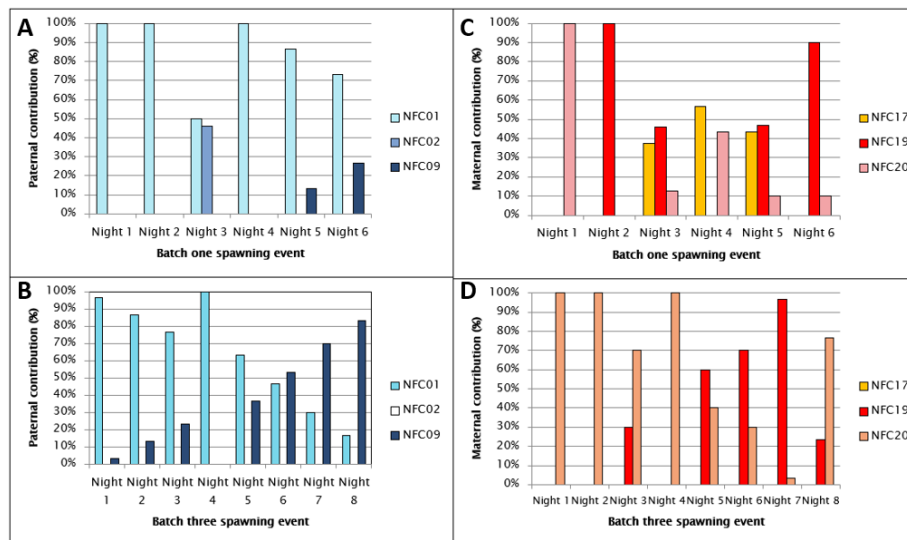 A
Paternal contribution (%)
100%
90%
80%
70%
60%
50%
40%
30%
20%
10%
0%
Night 1 Night 2 Night 3 Night 4 Night 5 Night 6
Batch one spawning event
NFC01
NFC02
NFC09
C
Maternal contribution (%)
100%
90%
80%
70%
60%
50%
40%
30%
20%
10%
0%
Night 1 Night 2 Night 3 Night 4 Night 5 Night 6
Batch one spawning event
NFC17
NFC19
NFC20
B
Paternal contribution (%)
100%
90%
80%
70%
60%
50%
40%
30%
20%
10%
0%
Night Night Night Night Night Night Night Night
1 2 3 4 5 6 7 8
Batch three spawning event
NFC01
NFC02
NFC09
D
Maternal contribution (%)
100%
90%
80%
70%
60%
50%
40%
30%
20%
10%
0%
Night 1 Night 2 Night 3 Night 4 Night 5 Night 6 Night 7 Night 8
Batch three spawning event
NFC17
NFC19
NFC20